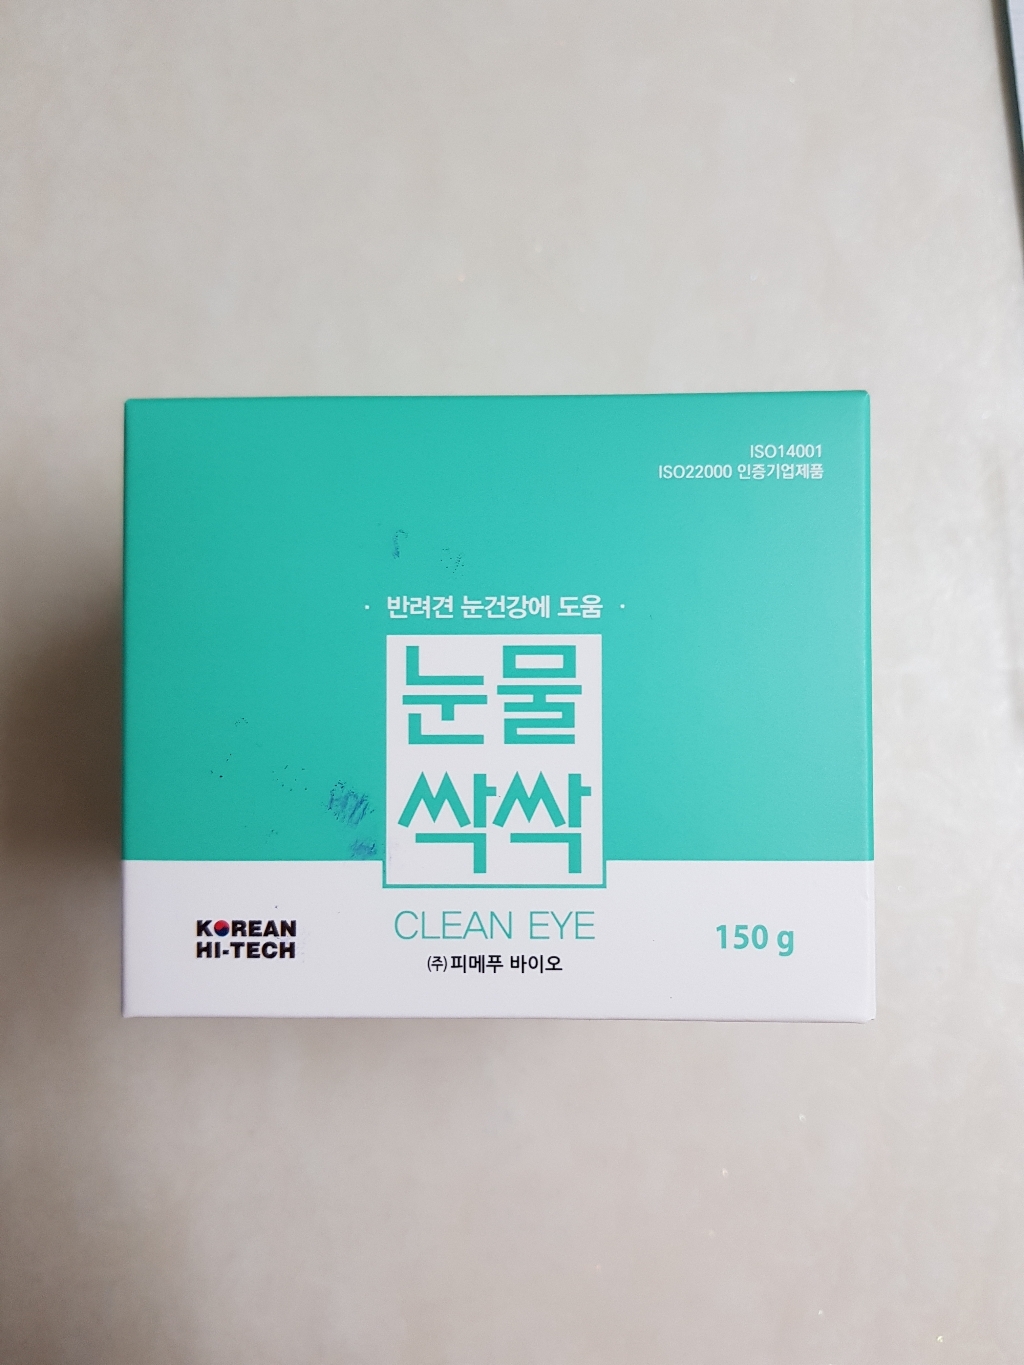 ISO14001
ISO22000 인증기업제품
· 반려견 눈건강에 도움 ·
눈물
싹싹
CLEAN EYE
(주)피메푸 바이오
KOREAN
HI-TECH
150 g